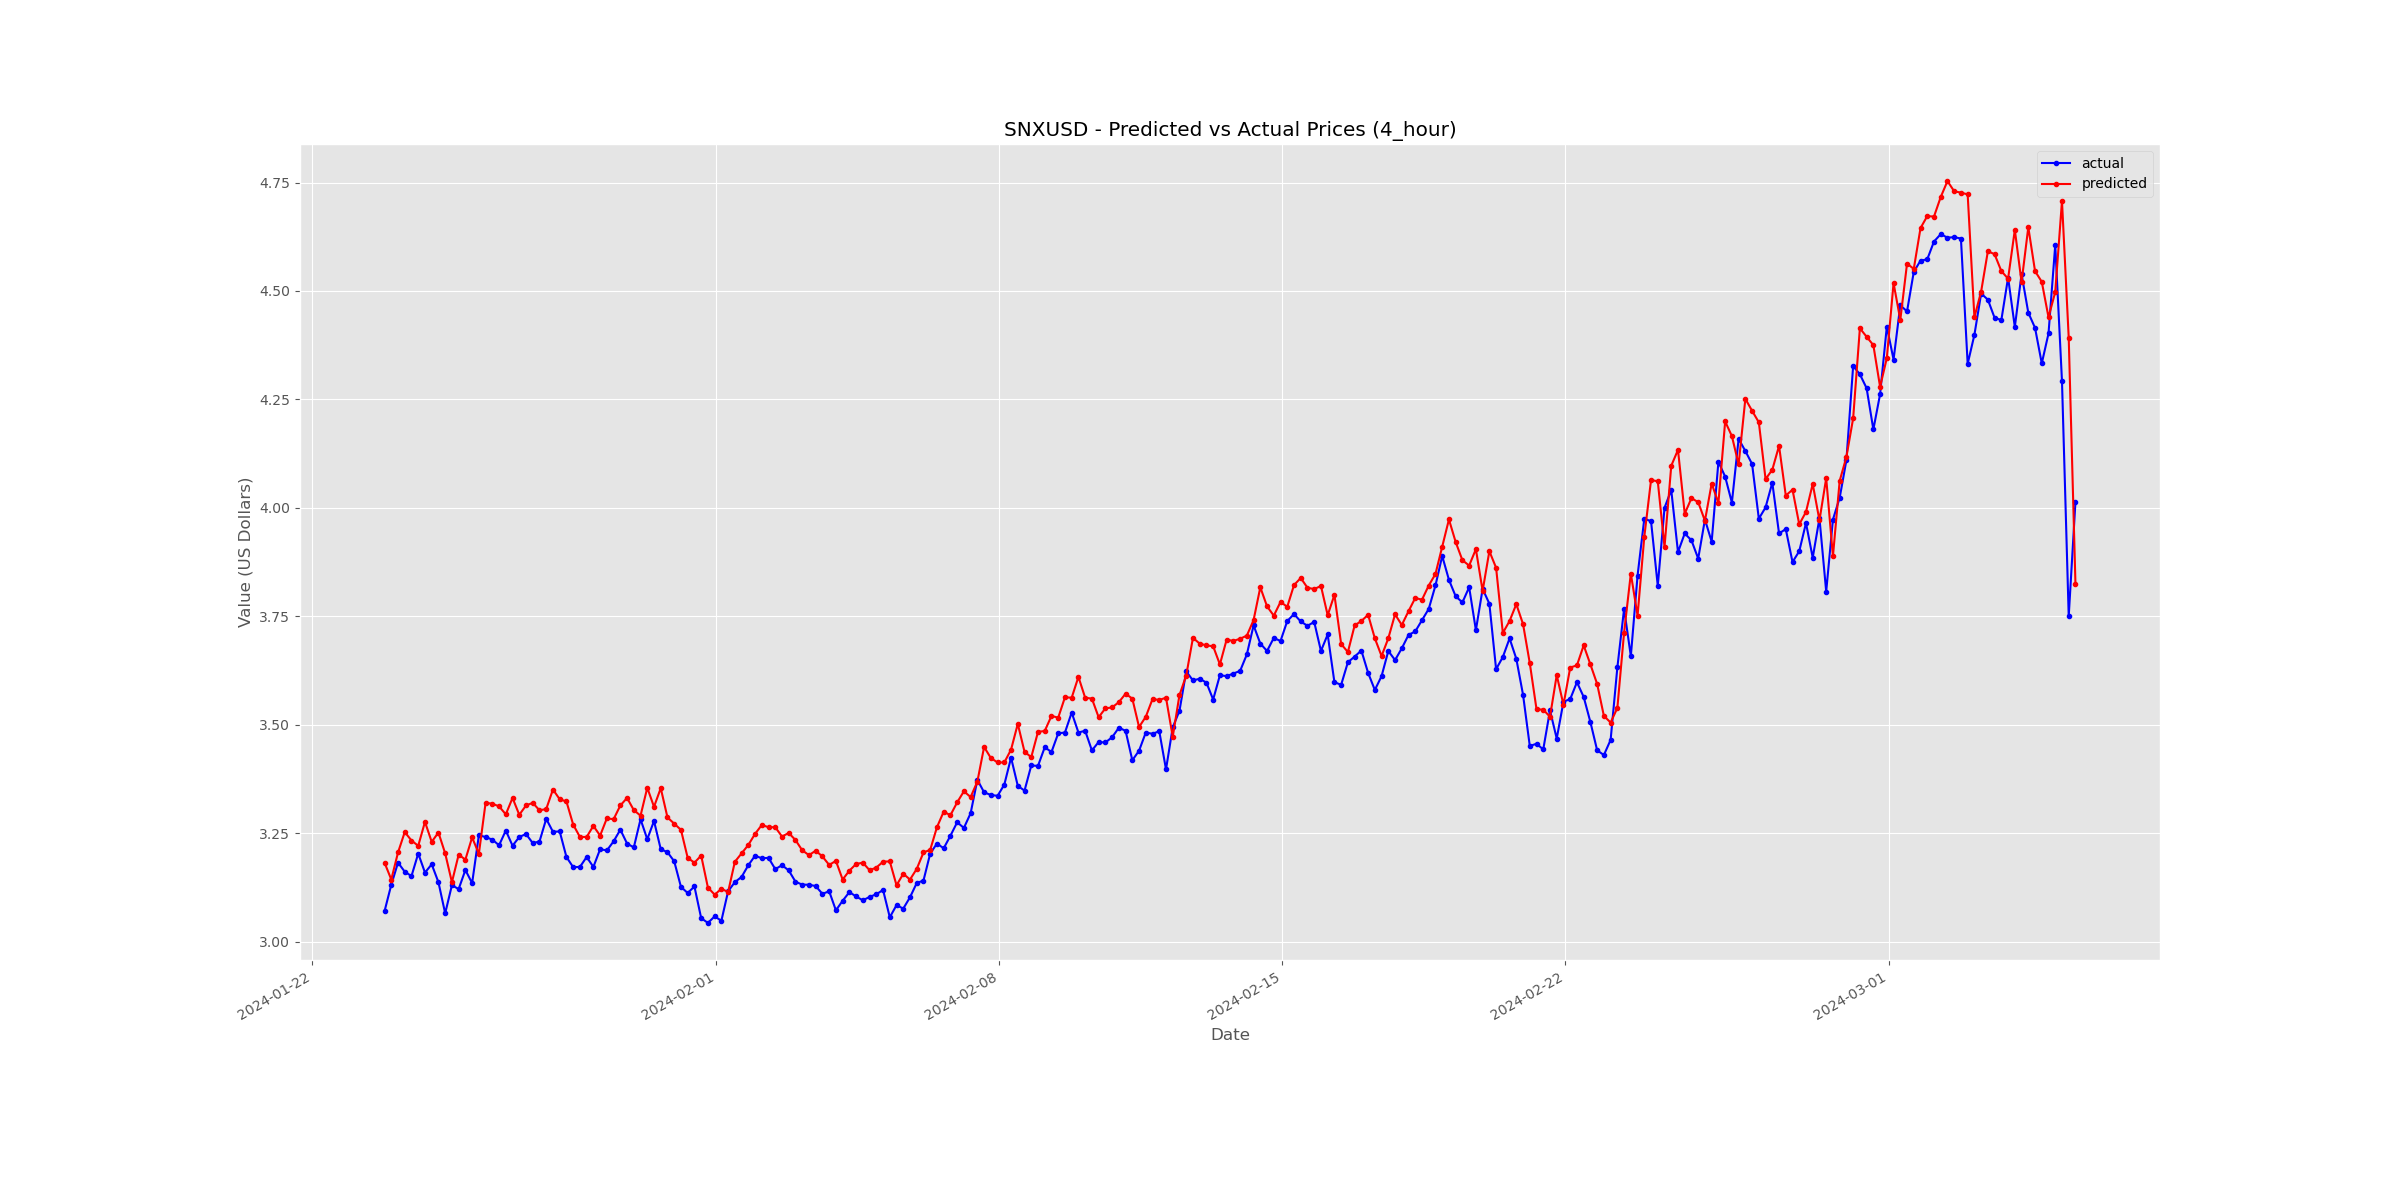 SNXUSD - Predicted vs Actual Prices (4_hour)
actual
predicted
4.75
4.50
4.25
4.00
3.75
3.50
3.25
3.00
Value (US Dollars)
2024-01-22
2024-02-01
2024-02-08
2024-02-15
2024-02-22
2024-03-01
Date